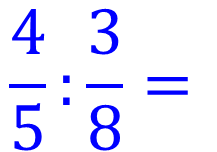 4/5 : 3/8 =